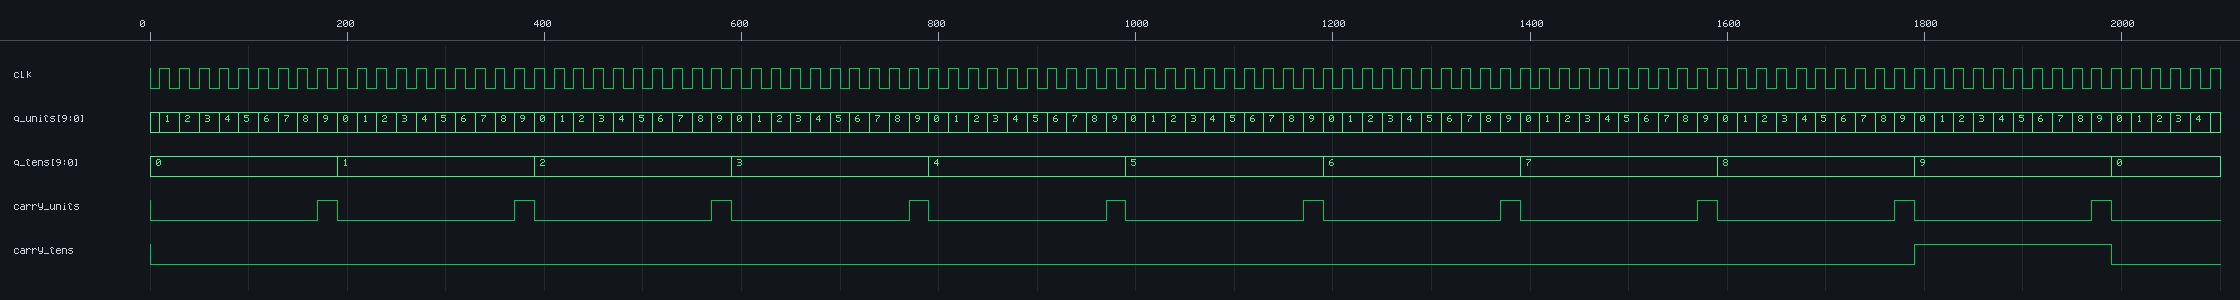 0 200 400 600 800 1000 1200 1400 1600 1800 2000
clk
q_units[9:0] 1 2 3 4 5 6 7 8 9 0 1 2 3 4 5 6 7 8 9 0 1 2 3 4 5 6 7 8 9 0 1 2 3 4 5 6 7 8 9 0 1 2 3 4 5 6 7 8 9 0 1 2 3 4 5 6 7 8 9 0 1 2 3 4 5 6 7 8 9 0 1 2 3 4 5 6 7 8 9 0 1 2 3 4 5 6 7 8 9 0 1 2 3 4 5 6 7 8 9 0 1 2 3 4
q_tens[9:0] 0 1 2 3 4 5 6 7 8 9 0
carry_units
carry_tens